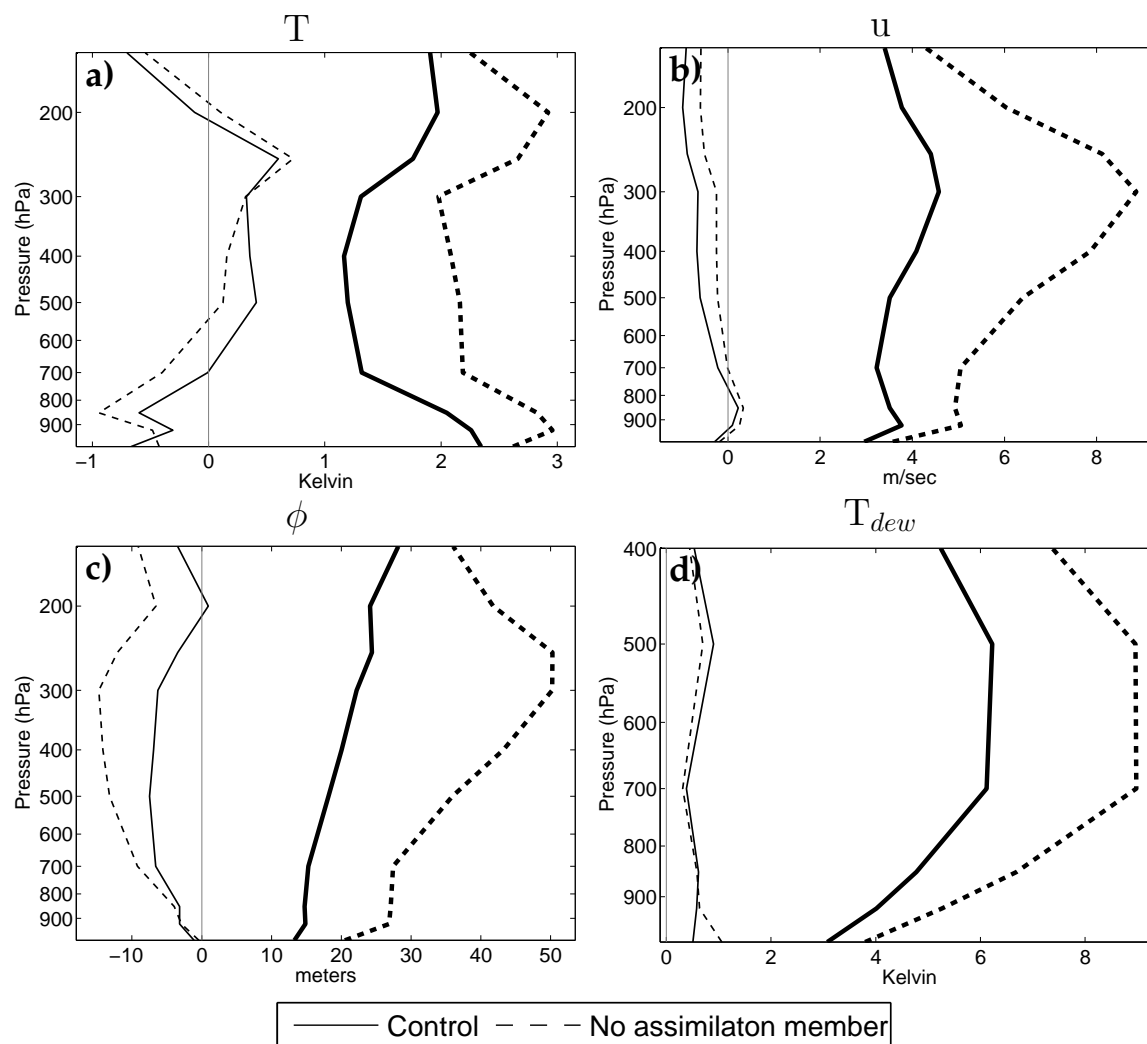 T
a)
Pressure (hPa)
200
300
400
500
600
700
800
900
−1
0
1
2
3
Kelvin
u
b)
Pressure (hPa)
200
300
400
500
600
700
800
900
0
2
4
6
8
m/sec
ϕ
c)
Pressure (hPa)
200
300
400
500
600
700
800
900
−10
0
10
20
30
40
50
meters
T_dew
d)
Pressure (hPa)
400
500
600
700
800
900
0
2
4
6
8
Kelvin
Control
No assimilaton member